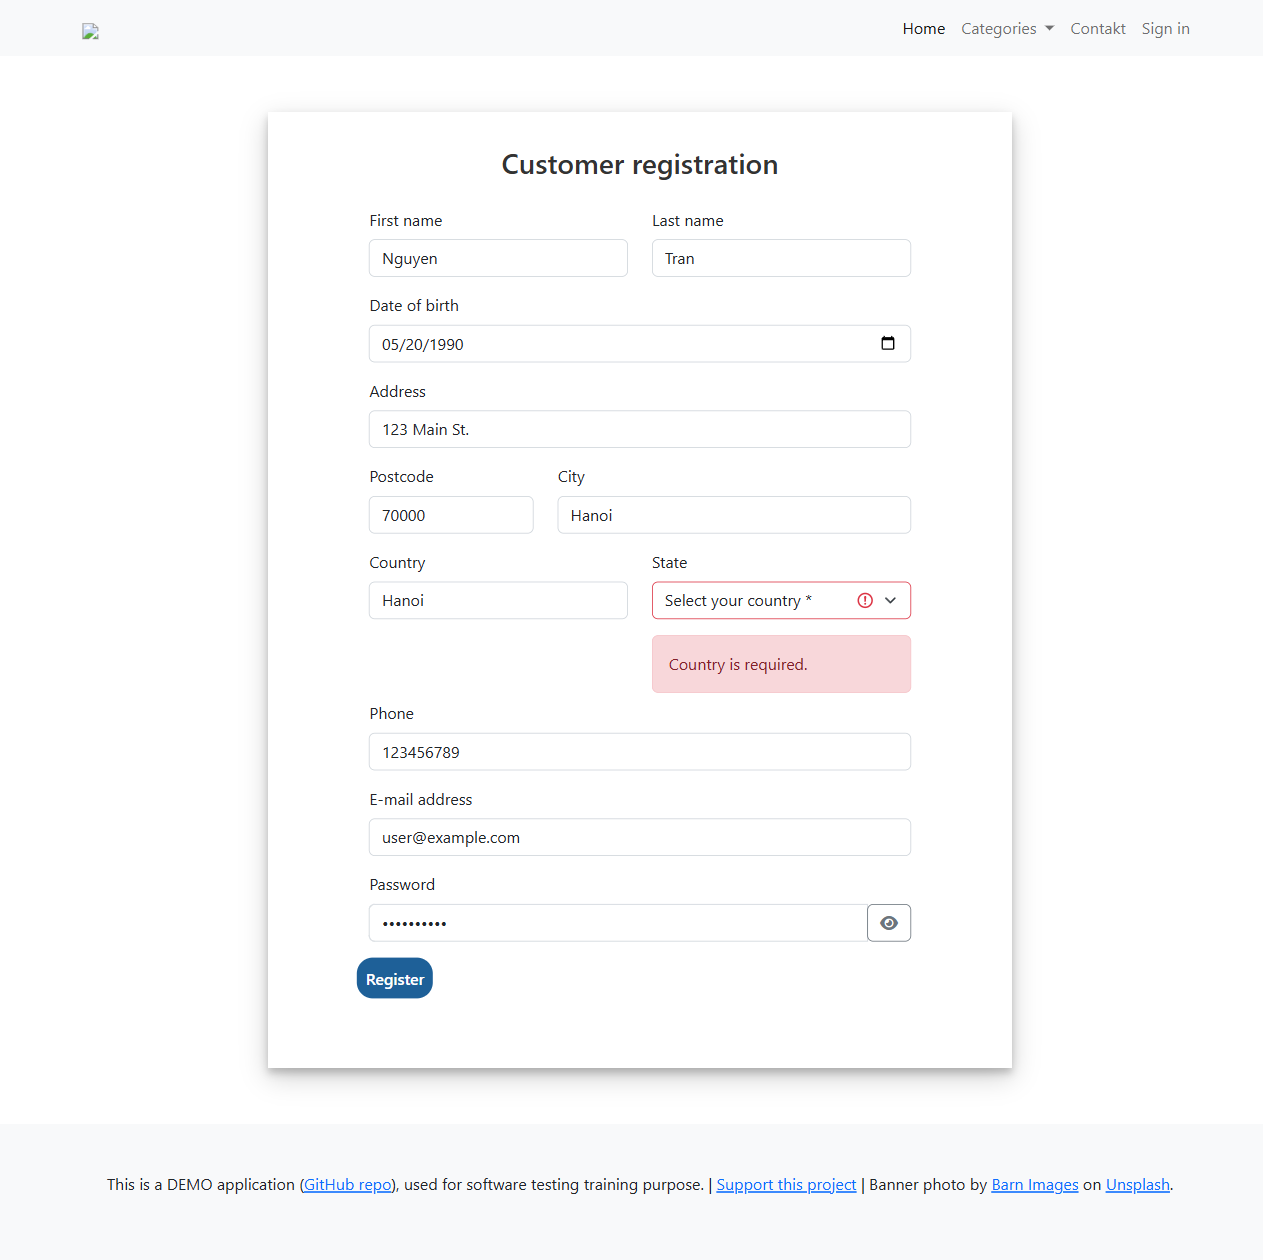 Home Categories Contakt Sign in
Customer registration
First name Last name
Nguyen Tran
Date of birth
05/20/1990
Address
123 Main St.
Postcode City
70000 Hanoi
Country State
Hanoi Select your country *
Country is required.
Phone
123456789
E-mail address
user@example.com
Password
••••••••••
Register
This is a DEMO application (GitHub repo), used for software testing training purpose. | Support this project | Banner photo by Barn Images on Unsplash.